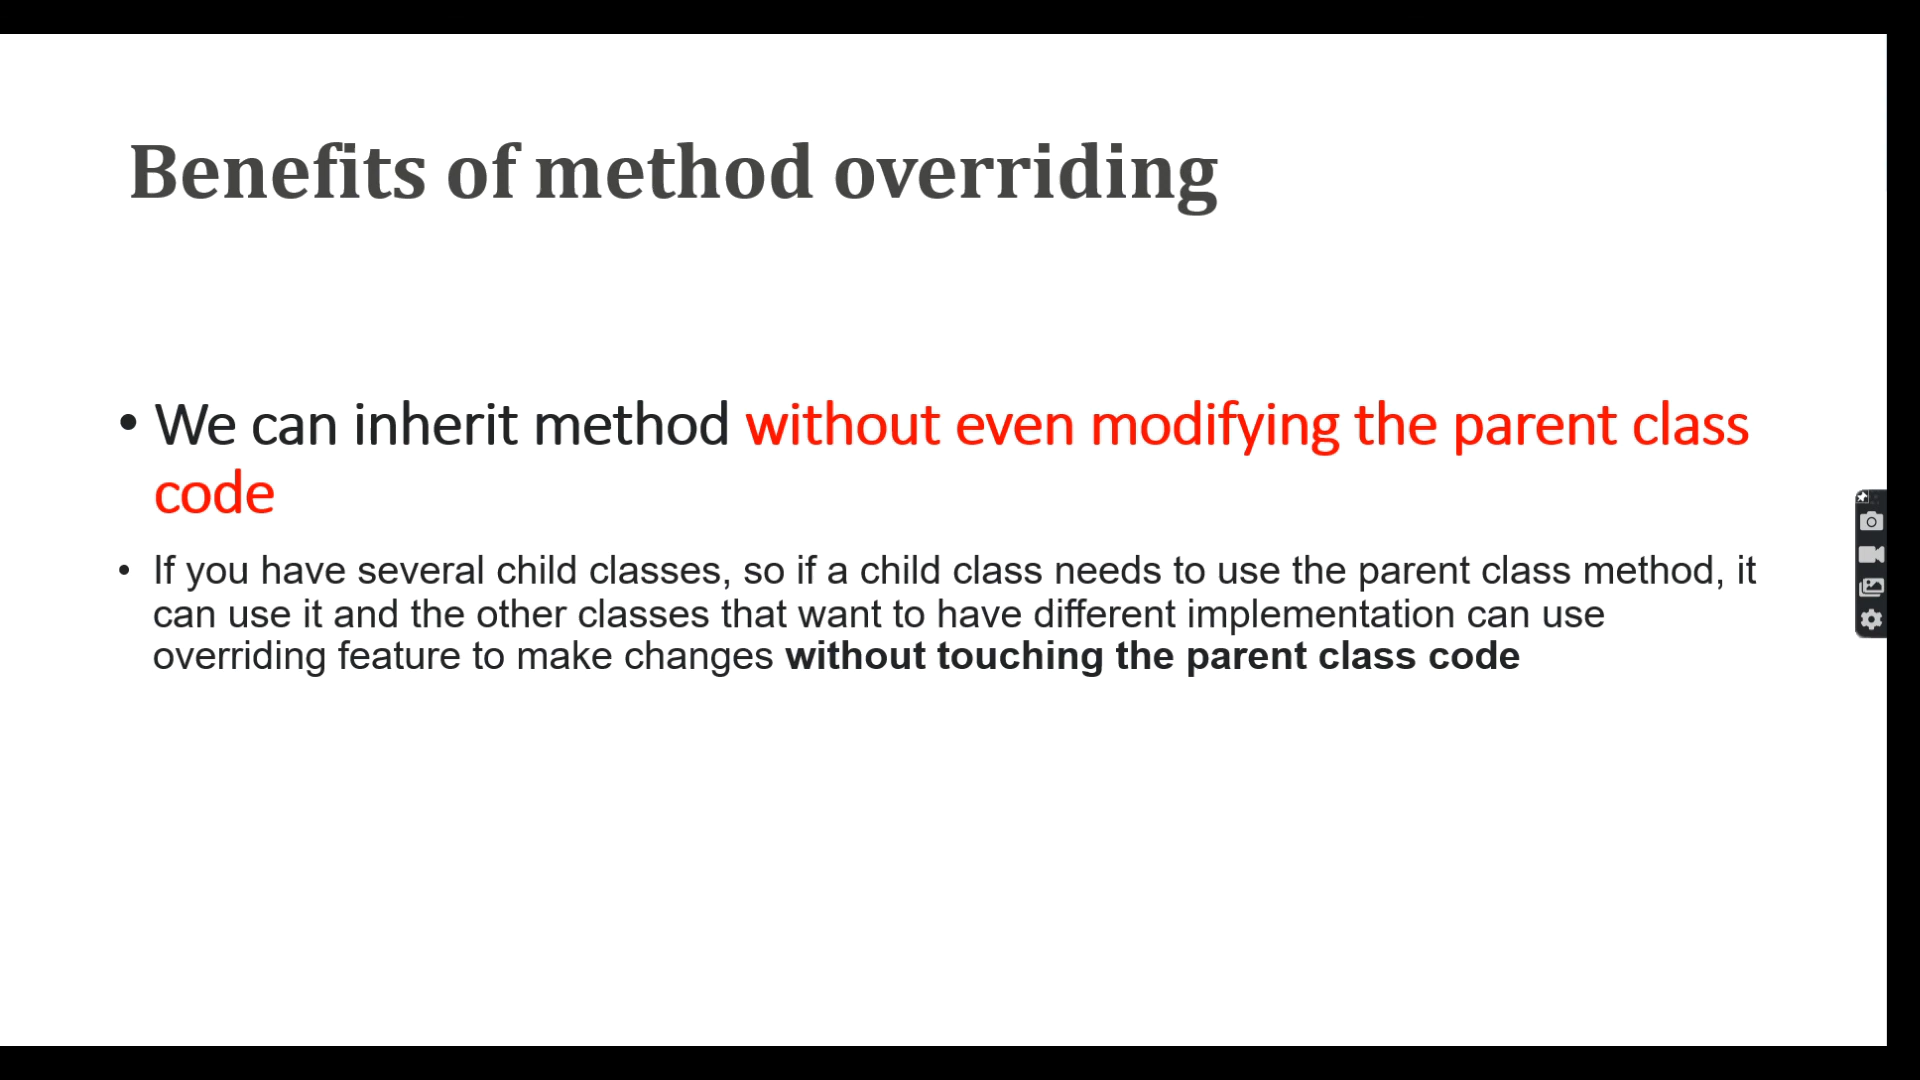 Benefits of method overriding
• We can inherit method without even modifying the parent class
code
• If you have several child classes, so if a child class needs to use the parent class method, it
can use it and the other classes that want to have different implementation can use
overriding feature to make changes without touching the parent class code